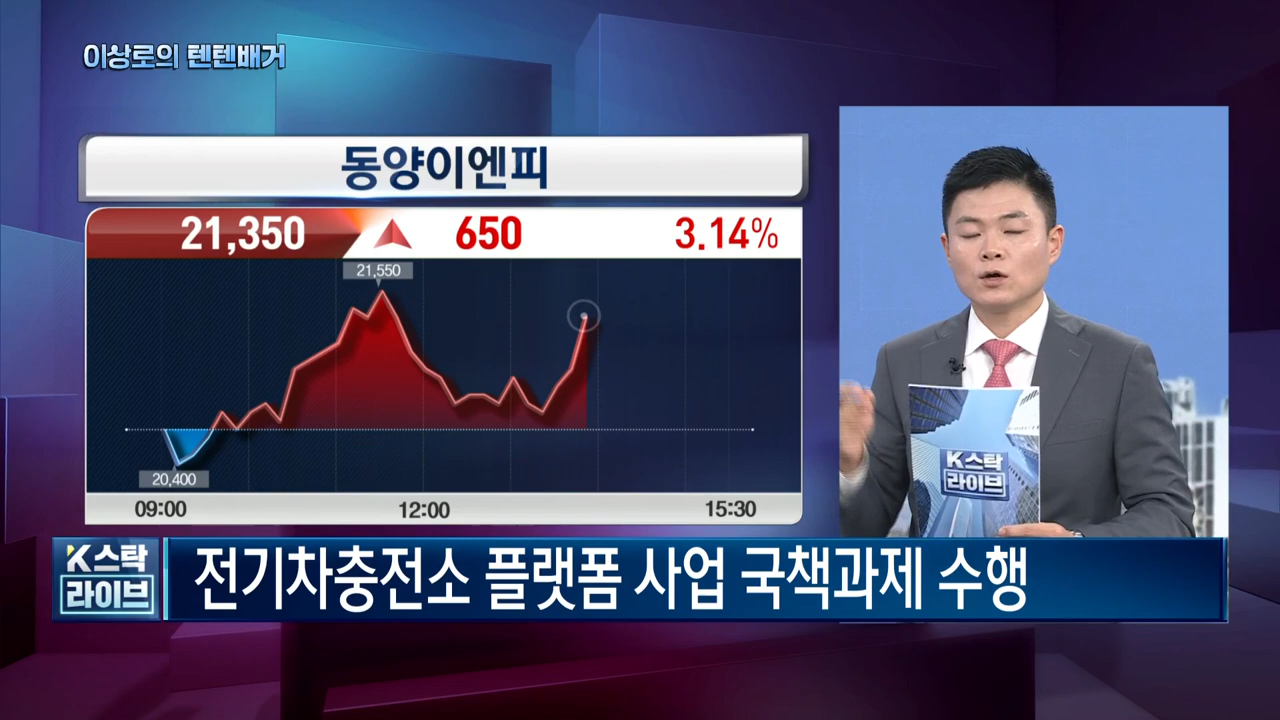 이상로의 텐텐배거
동양이엔피
21,350 ▲ 650 3.14%
21,550
20,400
09:00 12:00 15:30
K스탁
라이브
K스탁
라이브
전기차충전소 플랫폼 사업 국책과제 수행